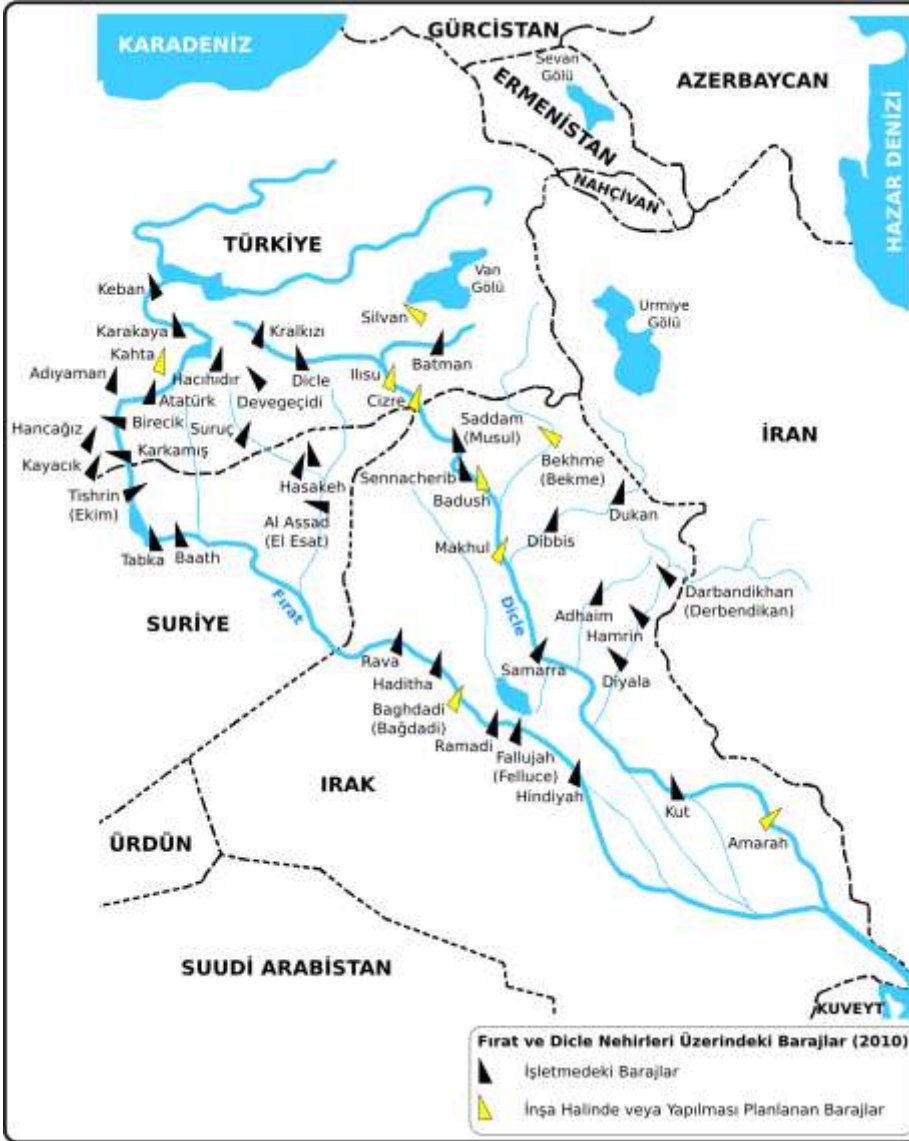 KARADENİZ
GÜRCİSTAN
Sevan
Gölü
ERMENİSTAN
AZERBAYCAN
HAZAR DENİZİ
NAHÇİVAN
TÜRKİYE
Van
Gölü
Urmiye
Gölü
Keban
Silvan
Karakaya
Kralkızı
Kahta
Batman
Adıyaman
Hacıhıdır
Dicle
Ilısu
Atatürk
Devegeçidi
Cizre
Hancağız
Birecik
Suruç
Saddam
(Musul)
İRAN
Kayacık
Karkamış
Bekhme
(Bekme)
Tishrin
(Ekim)
Hasakeh
Sennacherib
Badush
Al Assad
(El Esat)
Dukan
Tabka
Baath
Makhul
Dibbis
Darbandikhan
(Derbendikan)
Fırat
Dicle
Adhaim
SURİYE
Hamrin
Rava
Samarra
Diyala
Haditha
Baghdadi
(Bağdadi)
Ramadi
Fallujah
(Felluce)
IRAK
Hindiyah
Kut
ÜRDÜN
Amarah
SUUDİ ARABİSTAN
KUVEYT
Fırat ve Dicle Nehirleri Üzerindeki Barajlar (2010)
İşletmedeki Barajlar
İnşa Halinde veya Yapılması Planlanan Barajlar